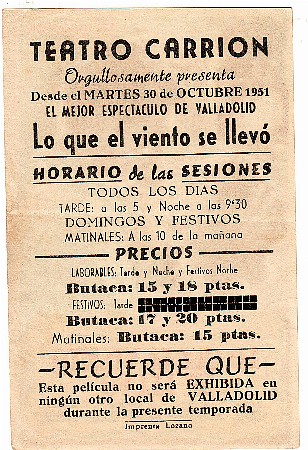 TEATRO CARRION
Orgullosamente presenta
Desde el MARTES 30 de OCTUBRE 1951
EL MEJOR ESPECTACULO DE VALLADOLID
Lo que el viento se llevó
HORARIO de las SESIONES
TODOS LOS DIAS
TARDE: a las 5 y Noche a las 9'30
DOMINGOS Y FESTIVOS
MATINALES: A las 10 de la mañana
PRECIOS
LABORABLES: Tarde y Noche y Festivos Noche
Butaca: 15 y 18 ptas.
FESTIVOS: Tarde
Butaca: 17 y 20 ptas.
Matinales: Butaca: 15 ptas.
-RECUERDE QUE-
Esta película no será EXHIBIDA en
ningún otro local de VALLADOLID
durante la presente temporada
Imprenta Lozano